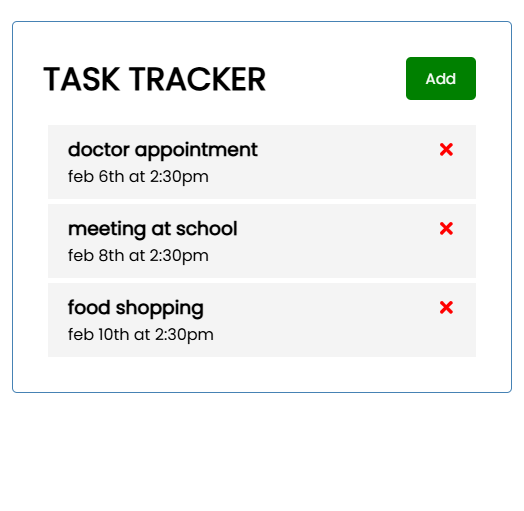 TASK TRACKER
Add
doctor appointment
feb 6th at 2:30pm
meeting at school
feb 8th at 2:30pm
food shopping
feb 10th at 2:30pm